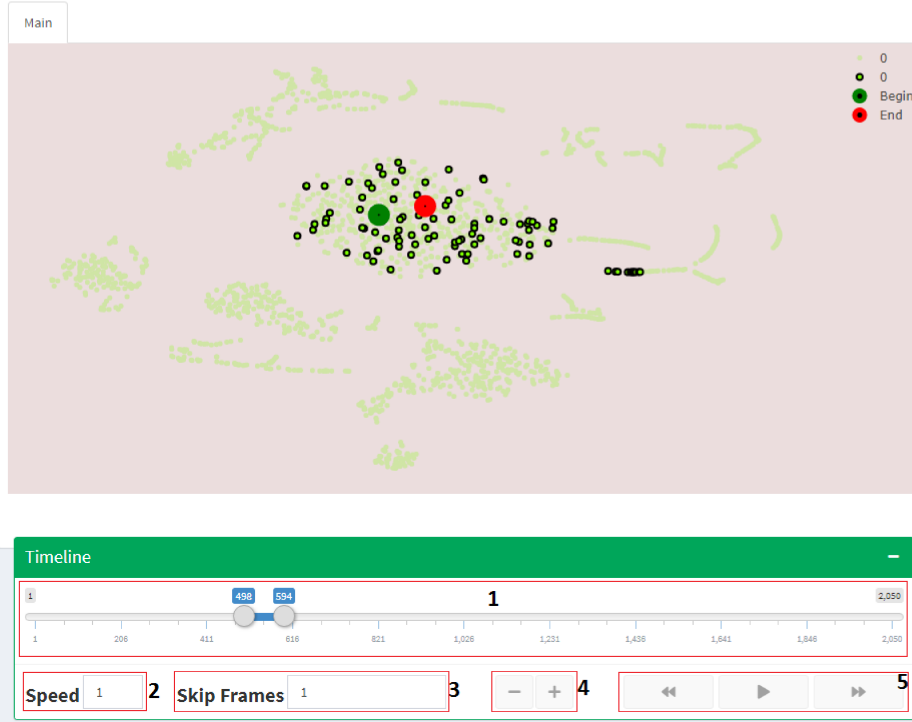 Main
0
0
Begin
End
Timeline −
1 498 594 1 2,050
1 206 411 616 821 1,026 1,231 1,436 1,641 1,846 2,050
Speed 1 2 Skip Frames 1 3 − + 4 5